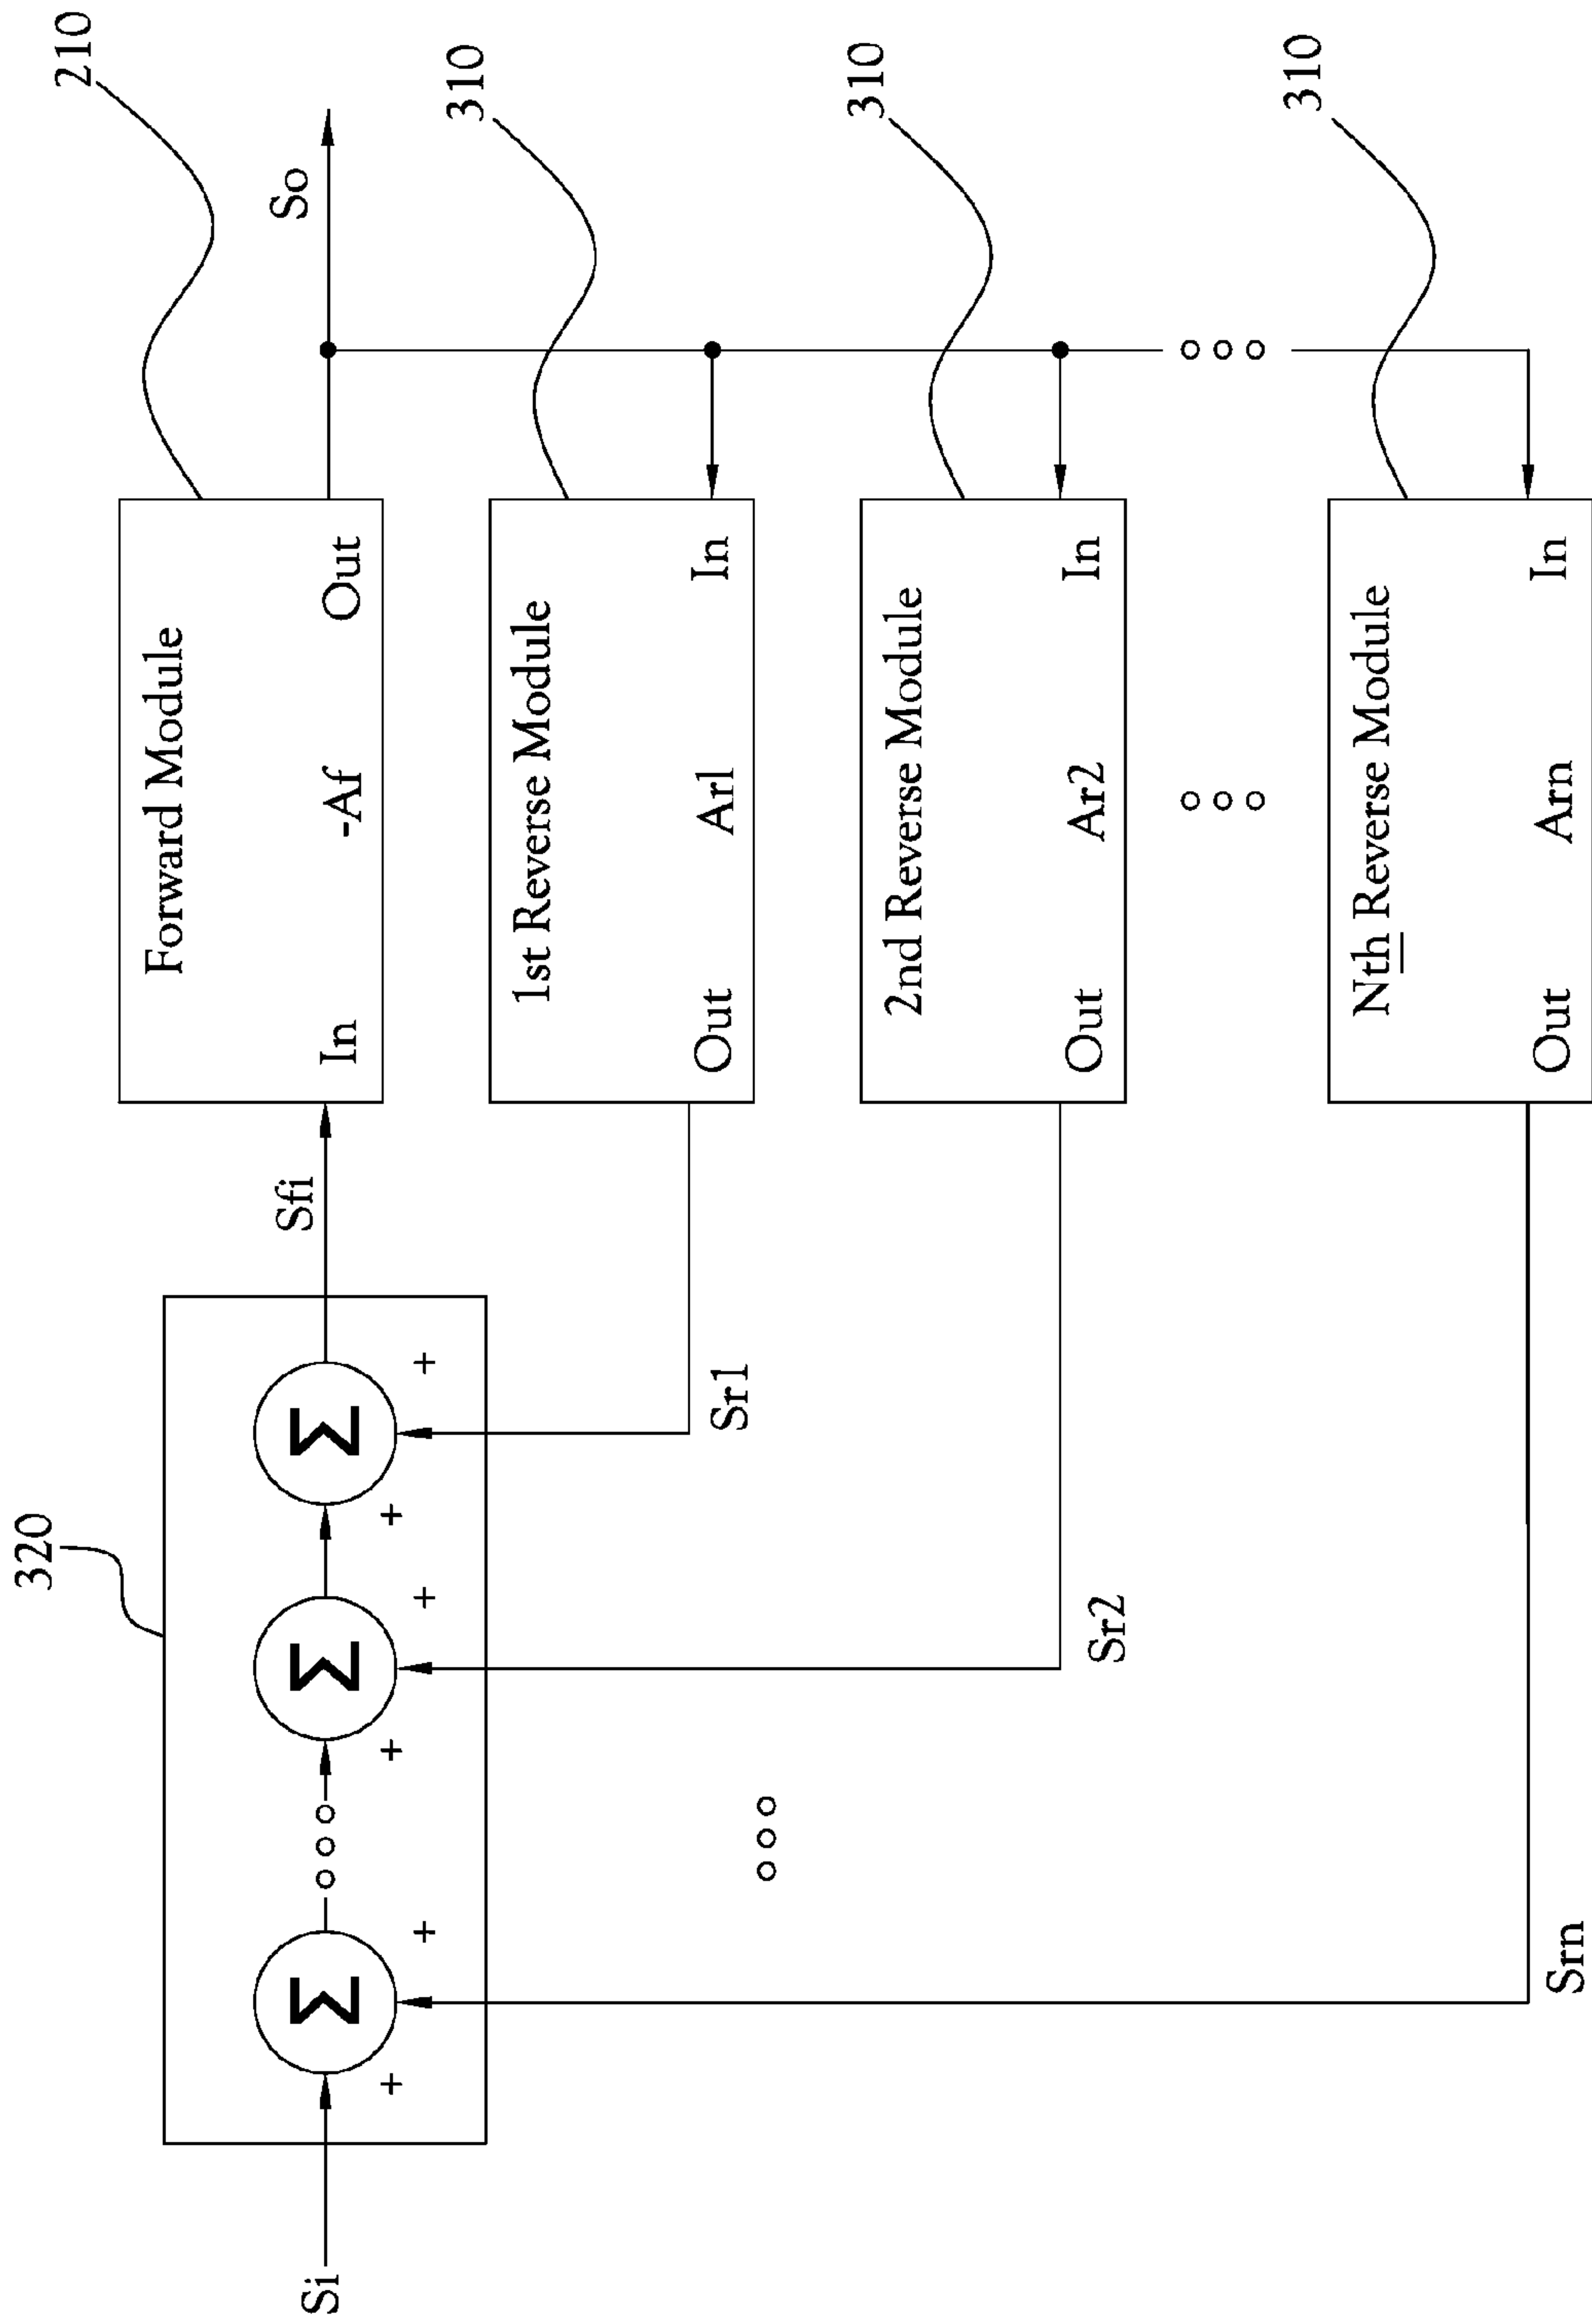 320
210
Si
+
Σ
+
+
Σ
+
+
Σ
+
Sfi
Forward Module
In
-Af
Out
So
310
1st Reverse Module
Out
Ar1
In
Sr1
310
2nd Reverse Module
Out
Ar2
In
Sr2
310
Nth Reverse Module
Out
Arn
In
Srn